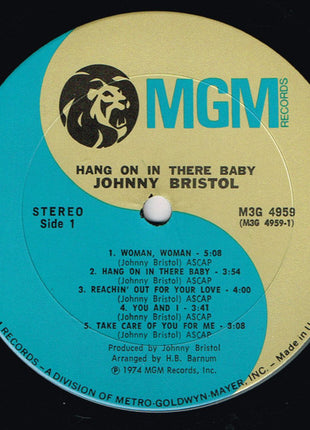 MGM
RECORDS
HANG ON IN THERE BABY
JOHNNY BRISTOL
STEREO
Side 1
M3G 4959
(M3G 4959-1)
1. WOMAN, WOMAN - 5:08
(Johnny Bristol) ASCAP
2. HANG ON IN THERE BABY - 3:54
(Johnny Bristol) ASCAP
3. REACHIN' OUT FOR YOUR LOVE - 4:00
(Johnny Bristol) ASCAP
4. YOU AND I - 3:41
(Johnny Bristol) ASCAP
5. TAKE CARE OF YOU FOR ME - 3:08
(Johnny Bristol) ASCAP
Produced by Johnny Bristol
Arranged by H.B. Barnum
Ⓟ 1974 MGM Records, Inc.
RECORDS - A DIVISION OF METRO-GOLDWYN-MAYER, INC. - Made in U